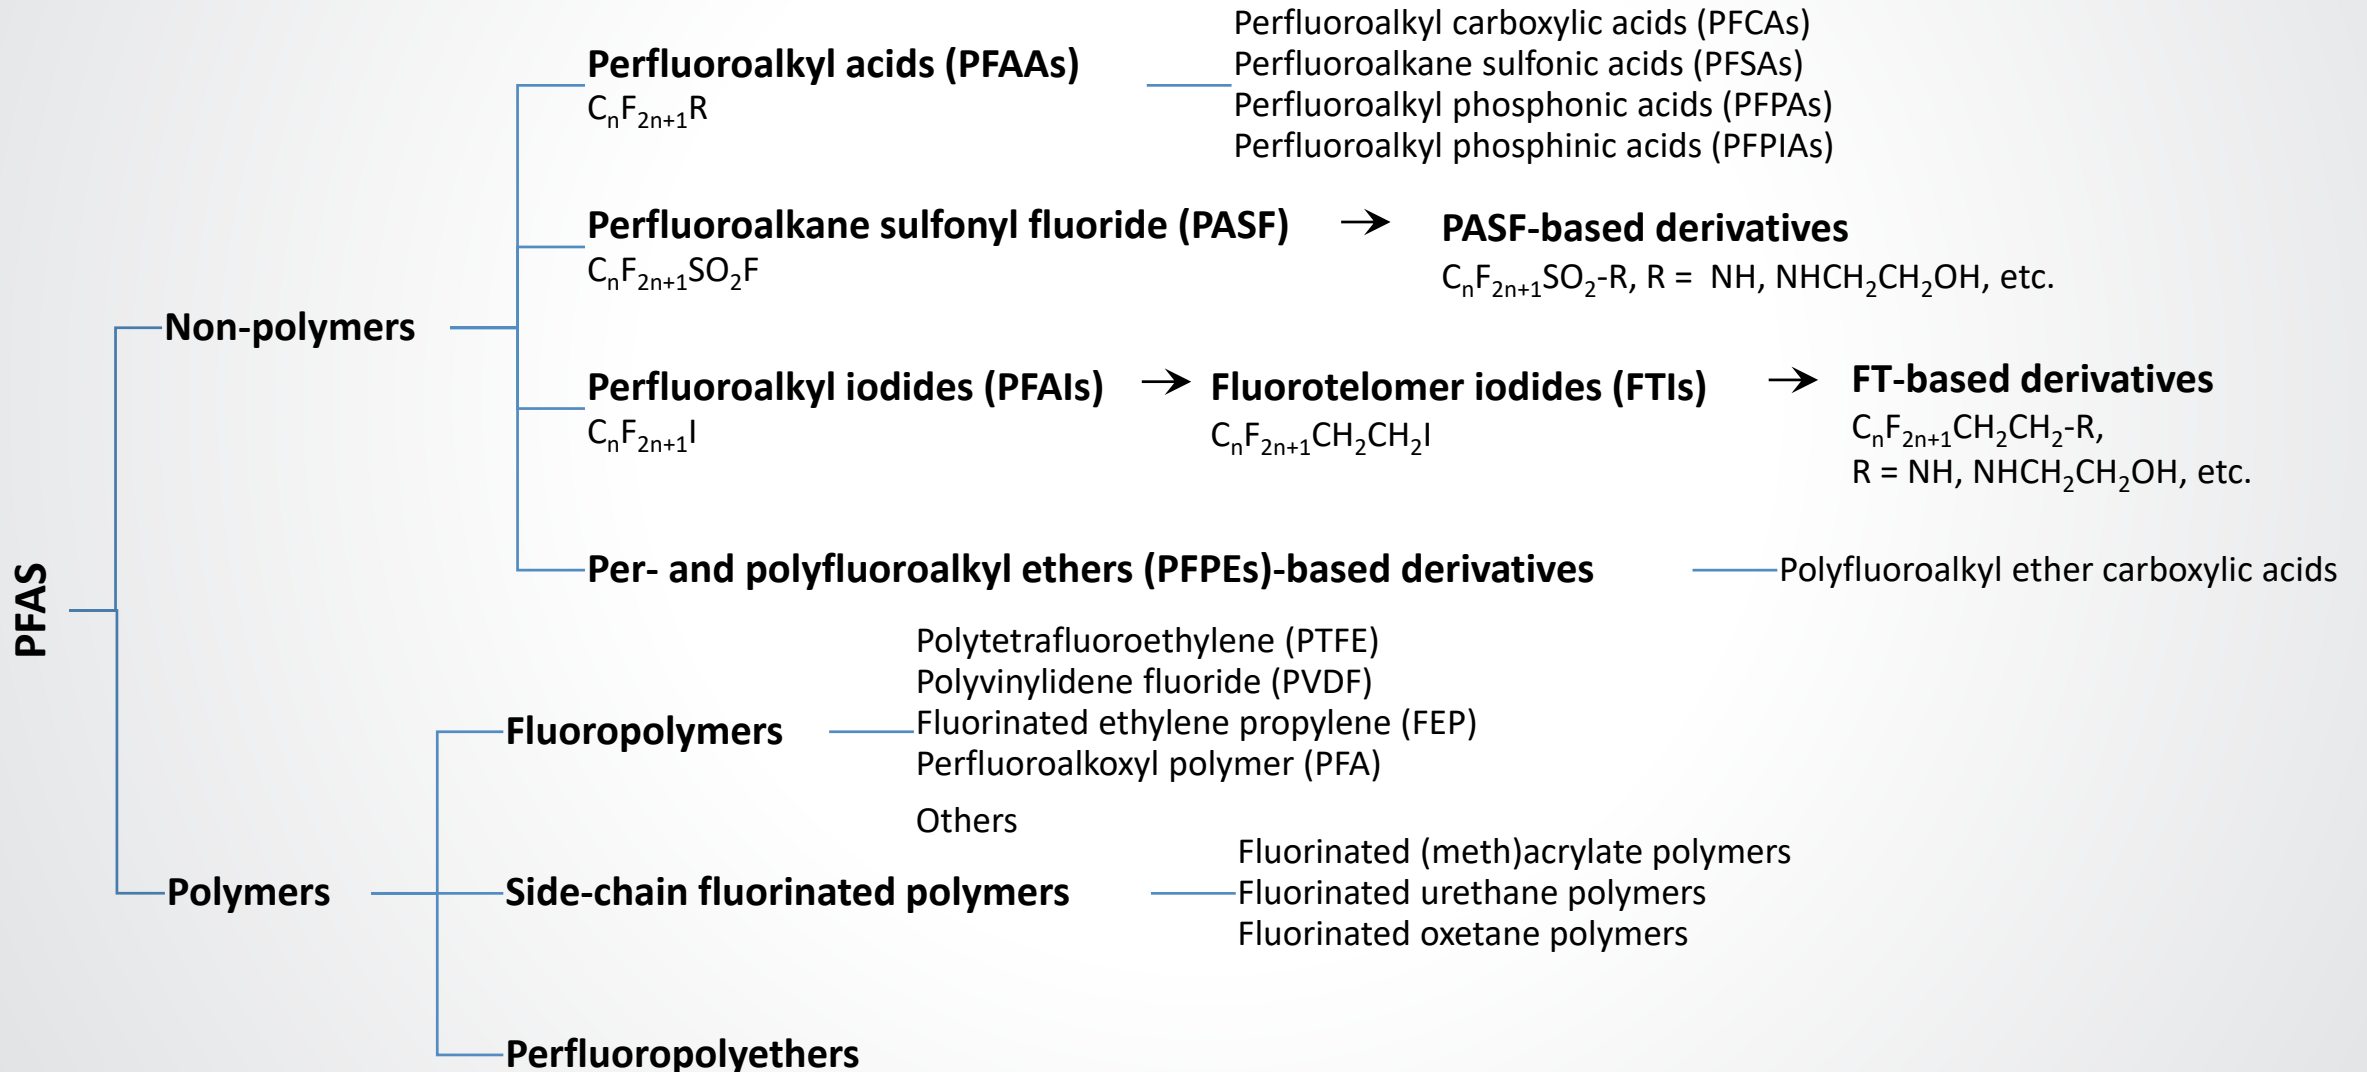 PFAS
Non-polymers
Perfluoroalkyl acids (PFAAs)
CₙF₂ₙ₊₁R
Perfluoroalkyl carboxylic acids (PFCAs)
Perfluoroalkane sulfonic acids (PFSAs)
Perfluoroalkyl phosphonic acids (PFPAs)
Perfluoroalkyl phosphinic acids (PFPIAs)
Perfluoroalkane sulfonyl fluoride (PASF)
CₙF₂ₙ₊₁SO₂F
PASF-based derivatives
CₙF₂ₙ₊₁SO₂-R, R = NH, NHCH₂CH₂OH, etc.
Perfluoroalkyl iodides (PFAIs)
CₙF₂ₙ₊₁I
Fluorotelomer iodides (FTIs)
CₙF₂ₙ₊₁CH₂CH₂I
FT-based derivatives
CₙF₂ₙ₊₁CH₂CH₂-R,
R = NH, NHCH₂CH₂OH, etc.
Per- and polyfluoroalkyl ethers (PFPEs)-based derivatives
Polyfluoroalkyl ether carboxylic acids
Polymers
Fluoropolymers
Polytetrafluoroethylene (PTFE)
Polyvinylidene fluoride (PVDF)
Fluorinated ethylene propylene (FEP)
Perfluoroalkoxyl polymer (PFA)
Others
Side-chain fluorinated polymers
Fluorinated (meth)acrylate polymers
Fluorinated urethane polymers
Fluorinated oxetane polymers
Perfluoropolyethers